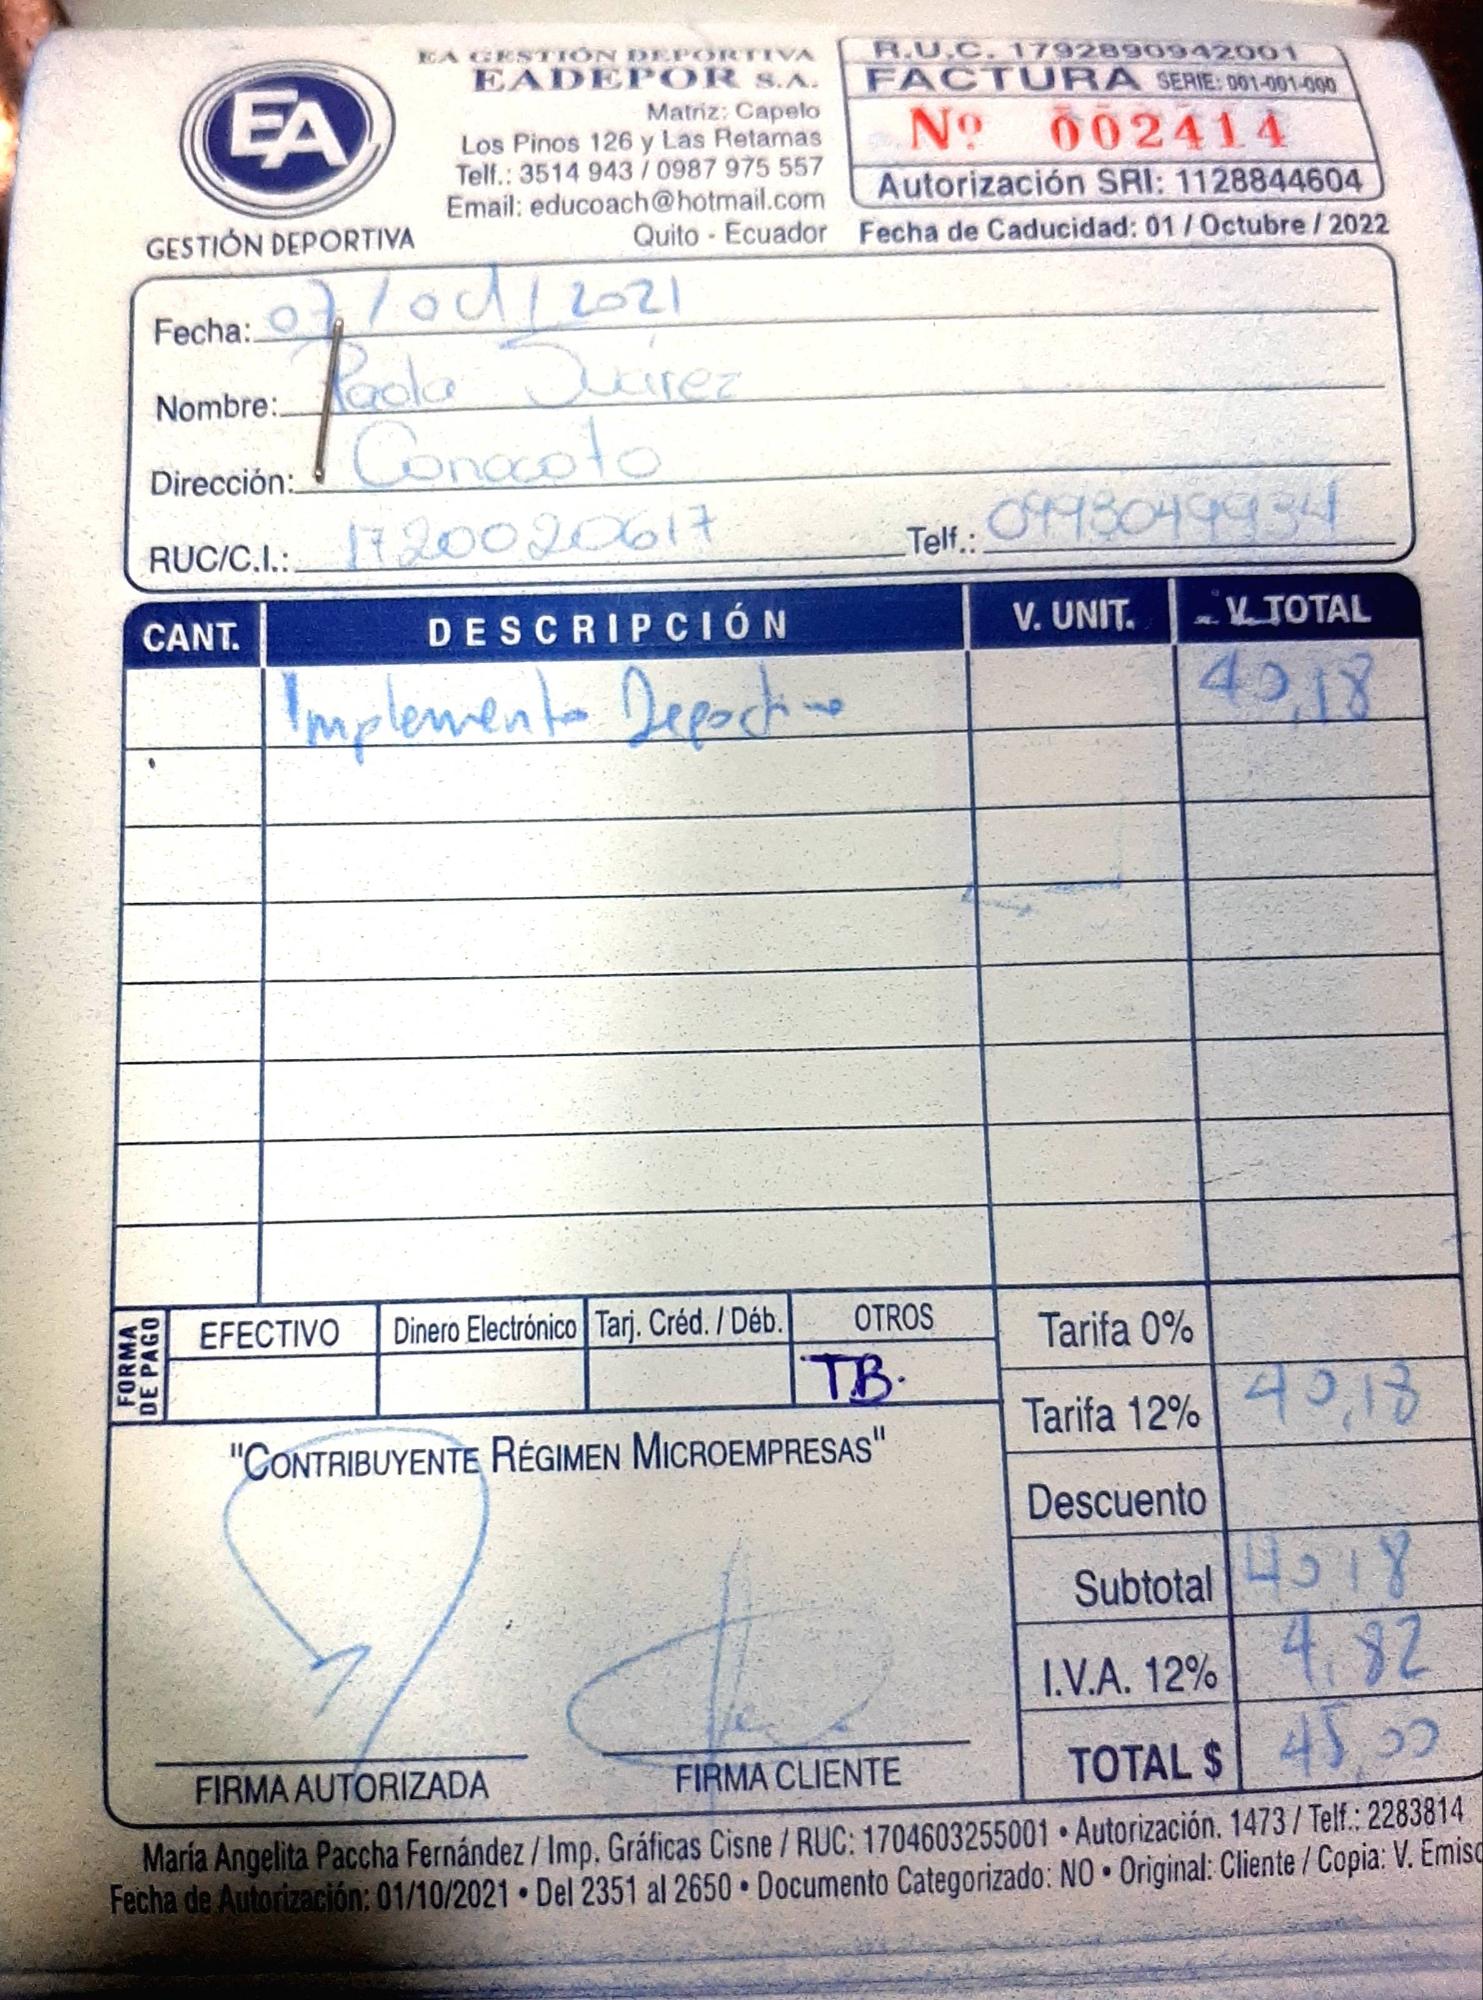 EA GESTIÓN DEPORTIVA
EADEPOR S.A.
Matriz: Capelo
Los Pinos 126 y Las Retamas
Telf.: 3514 943 / 0987 975 557
Email: educoach@hotmail.com
Quito - Ecuador
EA
GESTIÓN DEPORTIVA
R.U.C. 1792890942001
FACTURA SERIE: 001-001-000
Nº 002414
Autorización SRI: 1128844604
Fecha de Caducidad: 01 / Octubre / 2022
Fecha: 07/oct/2021
Nombre: Paola Juárez
Dirección: Conocoto
RUC/C.I.: 1720020617 Telf.: 0993049934
CANT. DESCRIPCIÓN V. UNIT. V. TOTAL
Implemento Deportivo 40,18
FORMA DE PAGO
EFECTIVO Dinero Electrónico Tarj. Créd. / Déb. OTROS
T.B.
Tarifa 0%
Tarifa 12% 40,18
Descuento
Subtotal 40,18
I.V.A. 12% 4,82
TOTAL $ 45,00
"CONTRIBUYENTE RÉGIMEN MICROEMPRESAS"
FIRMA AUTORIZADA FIRMA CLIENTE
María Angelita Paccha Fernández / Imp. Gráficas Cisne / RUC: 1704603255001 • Autorización. 1473 / Telf.: 2283814
Fecha de Autorización: 01/10/2021 • Del 2351 al 2650 • Documento Categorizado: NO • Original: Cliente / Copia: V. Emiso